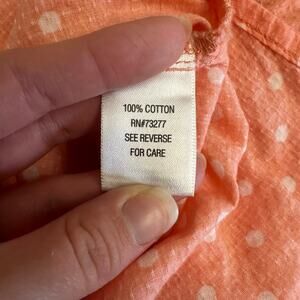 100% COTTON
RN#73277
SEE REVERSE
FOR CARE